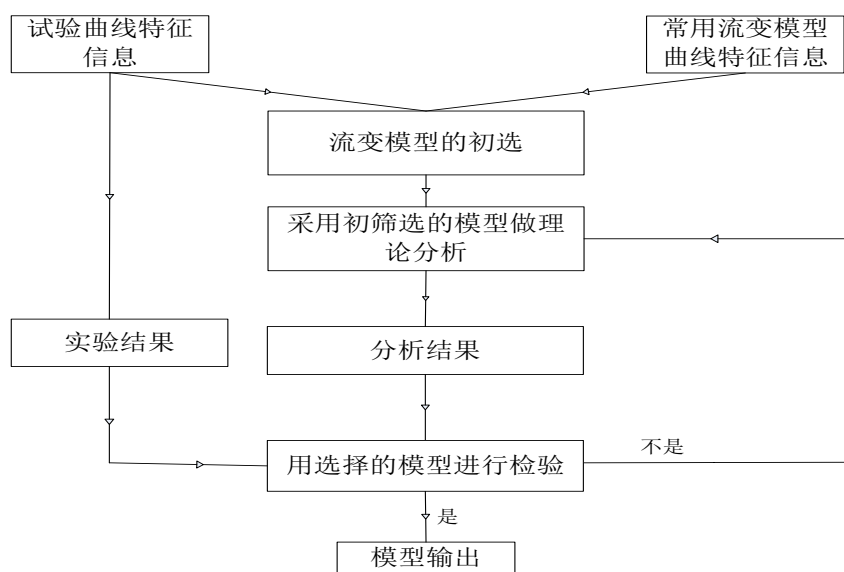 试验曲线特征
信息
常用流变模型
曲线特征信息
流变模型的初选
采用初筛选的模型做理
论分析
实验结果
分析结果
用选择的模型进行检验
不是
是
模型输出